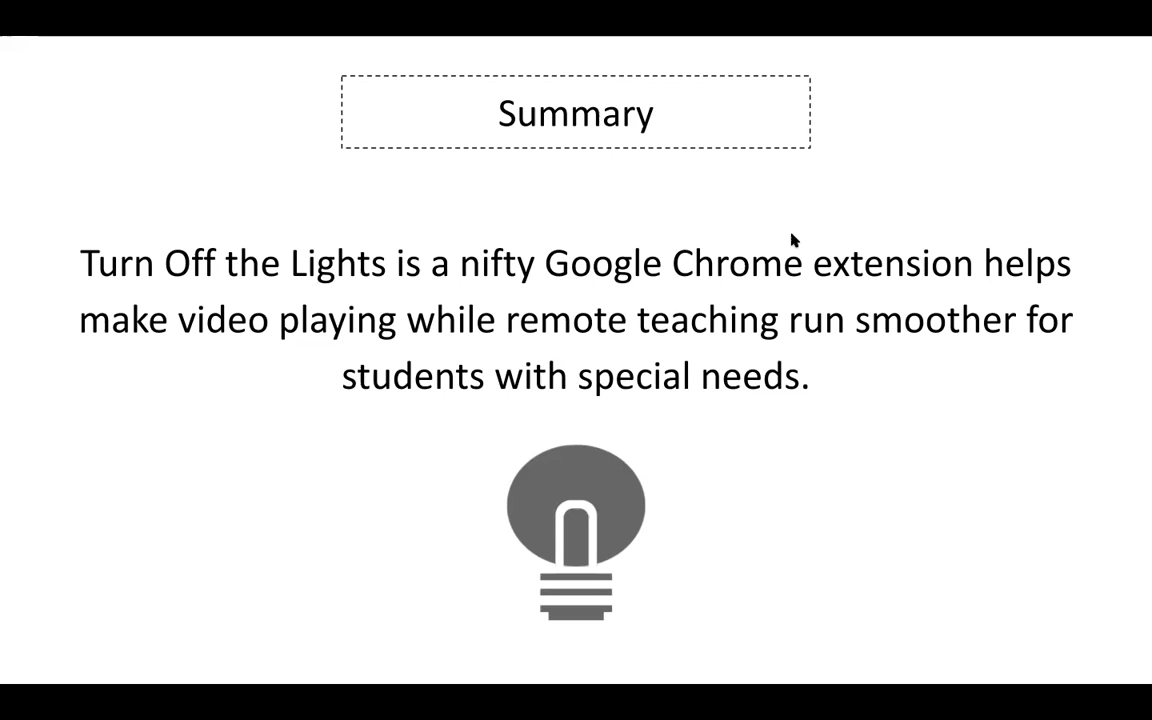 Summary
Turn Off the Lights is a nifty Google Chrome extension helps
make video playing while remote teaching run smoother for
students with special needs.